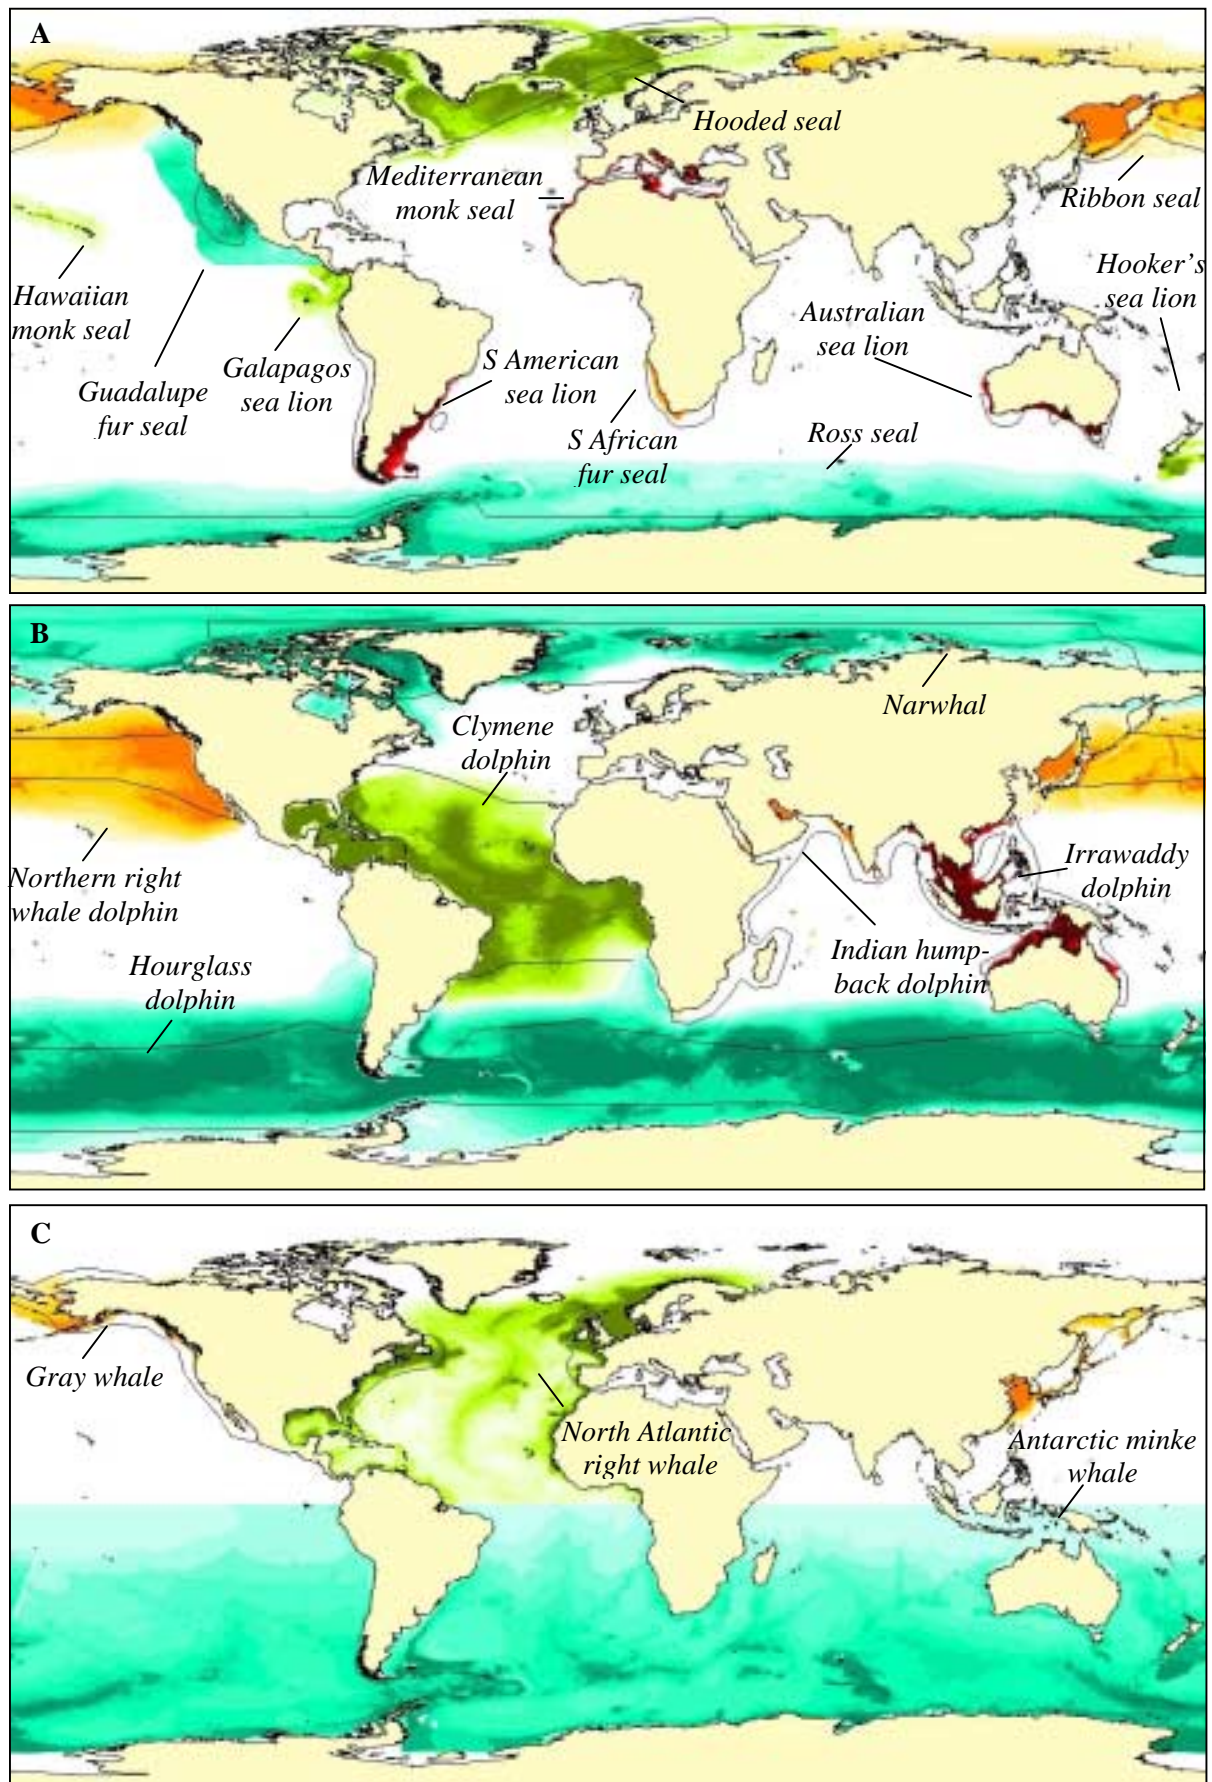 A
Hooded seal
Mediterranean
monk seal
Ribbon seal
Hawaiian
monk seal
Hooker's
sea lion
Australian
sea lion
Galapagos
sea lion
S American
sea lion
Guadalupe
fur seal
S African
fur seal
Ross seal
B
Narwhal
Clymene
dolphin
Northern right
whale dolphin
Irrawaddy
dolphin
Indian hump-
back dolphin
Hourglass
dolphin
C
Gray whale
North Atlantic
right whale
Antarctic minke
whale